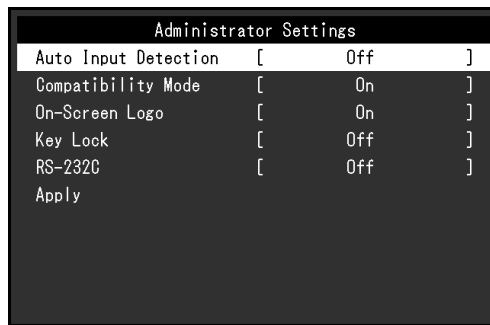 Administrator Settings
Auto Input Detection [ Off ]
Compatibility Mode [ On ]
On-Screen Logo [ On ]
Key Lock [ Off ]
RS-232C [ Off ]
Apply